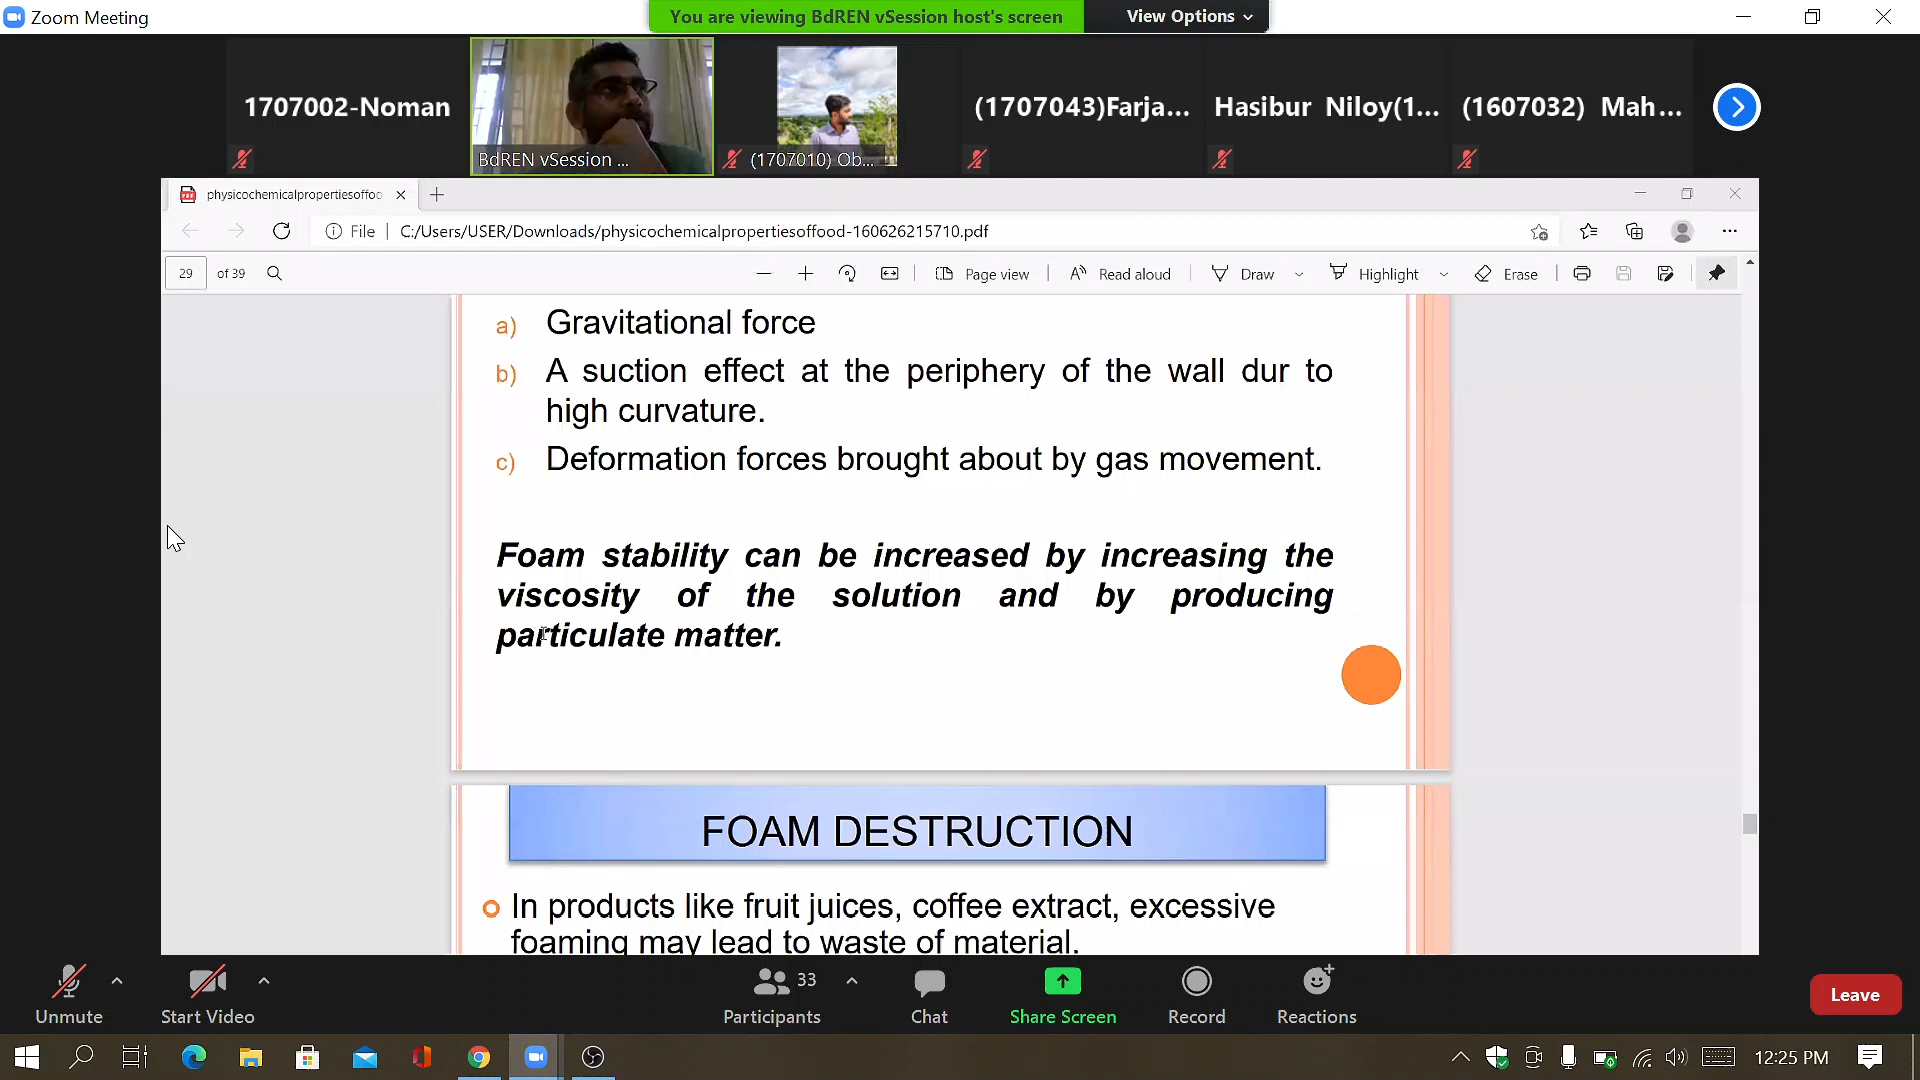 Zoom Meeting
You are viewing BdREN vSession host's screen
View Options
1707002-Noman
BdREN vSession ...
(1707010) Ob...
(1707043)Farja...
Hasibur Niloy(1...
(1607032) Mah...
physicochemicalpropertiesoffoo
File
C:/Users/USER/Downloads/physicochemicalpropertiesoffood-160626215710.pdf
29 of 39
Page view
Read aloud
Draw
Highlight
Erase
a) Gravitational force
b) A suction effect at the periphery of the wall dur to
high curvature.
c) Deformation forces brought about by gas movement.
Foam stability can be increased by increasing the
viscosity of the solution and by producing
particulate matter.
FOAM DESTRUCTION
In products like fruit juices, coffee extract, excessive
foaming may lead to waste of material.
Unmute
Start Video
33
Participants
Chat
Share Screen
Record
Reactions
Leave
12:25 PM